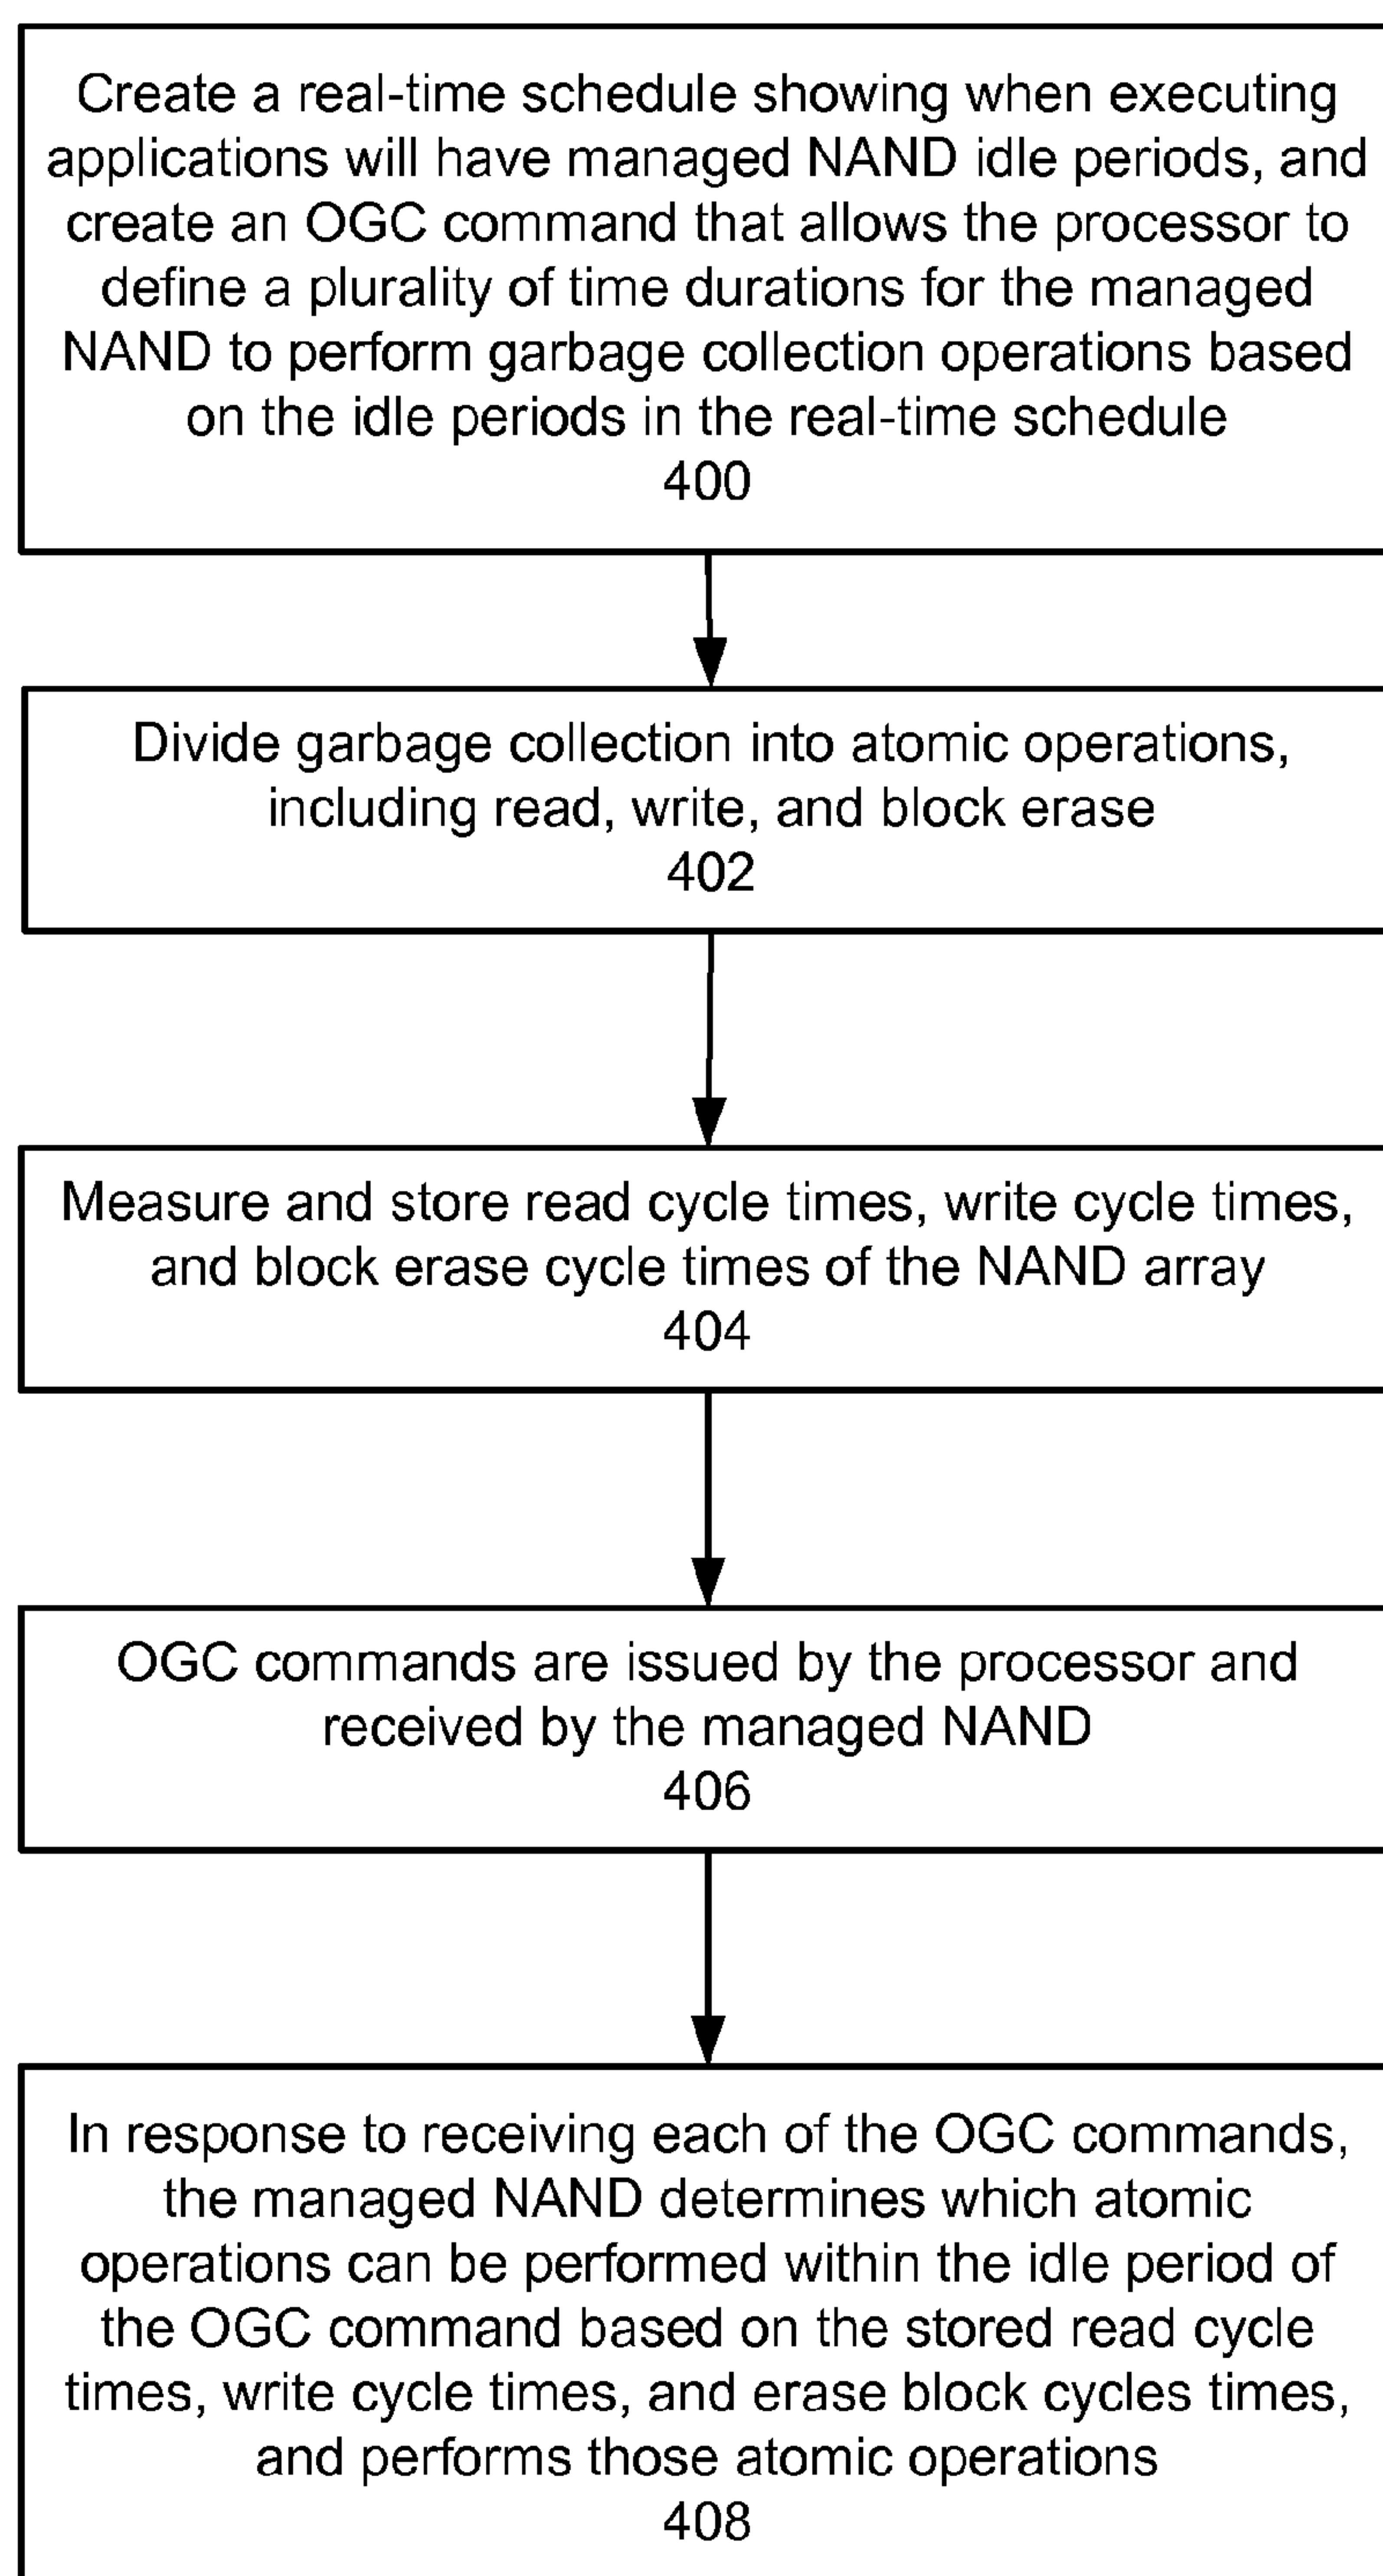 Create a real-time schedule showing when executing
applications will have managed NAND idle periods, and
create an OGC command that allows the processor to
define a plurality of time durations for the managed
NAND to perform garbage collection operations based
on the idle periods in the real-time schedule
400
Divide garbage collection into atomic operations,
including read, write, and block erase
402
Measure and store read cycle times, write cycle times,
and block erase cycle times of the NAND array
404
OGC commands are issued by the processor and
received by the managed NAND
406
In response to receiving each of the OGC commands,
the managed NAND determines which atomic
operations can be performed within the idle period of
the OGC command based on the stored read cycle
times, write cycle times, and erase block cycles times,
and performs those atomic operations
408